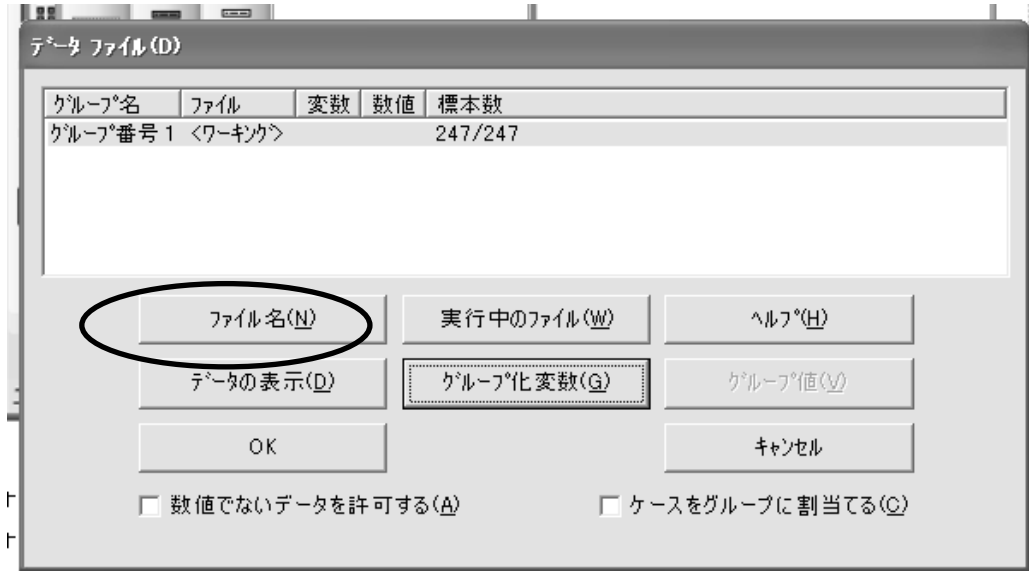 データ ファイル(D)
グループ名 ファイル 変数 数値 標本数
グループ番号 1 <ワーキング> 247/247
ファイル名(N) 実行中のファイル(W) ヘルプ(H)
データの表示(D) グループ化変数(G) グループ値(V)
OK キャンセル
数値でないデータを許可する(A) ケースをグループに割当てる(C)